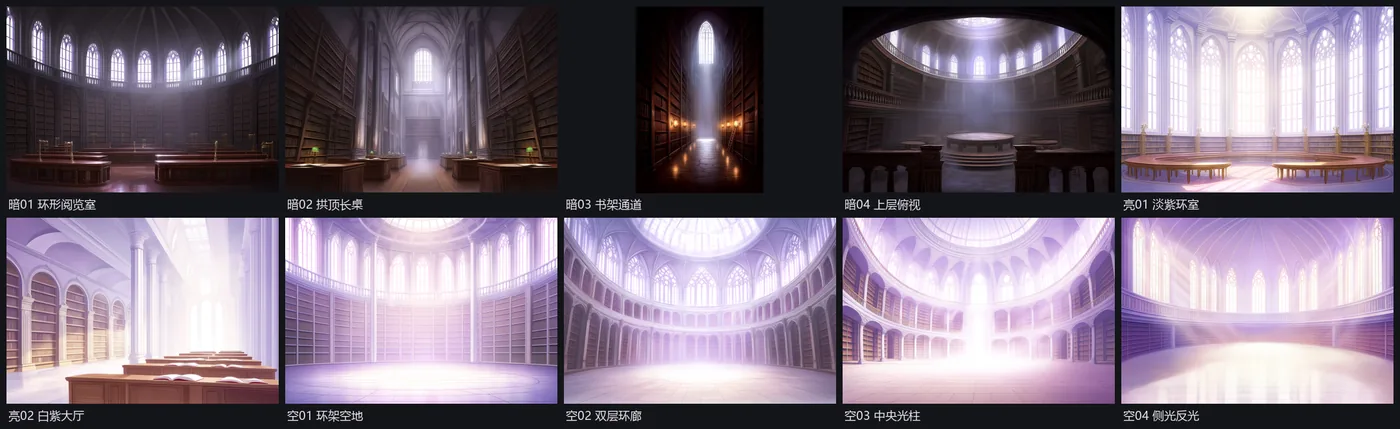 暗01 环形阅览室
暗02 拱顶长桌
暗03 书架通道
暗04 上层俯视
亮01 淡紫环室
亮02 白紫大厅
空01 环架空地
空02 双层环廊
空03 中央光柱
空04 侧光反光